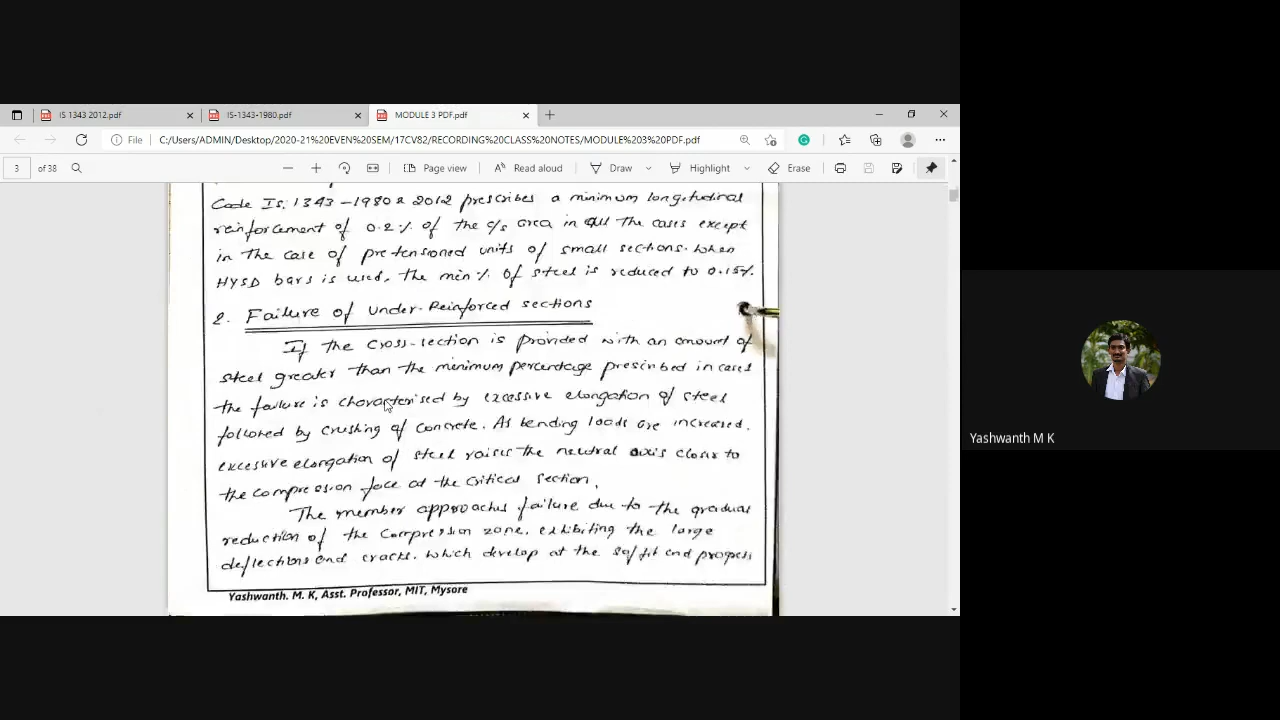 IS 1343 2012.pdf
IS-1343-1980.pdf
MODULE 3 PDF.pdf
File
C:/Users/ADMIN/Desktop/2020-21%20EVEN%20SEM/17CV82/RECORDING%20CLASS%20NOTES/MODULE%203%20PDF.pdf
3 of 38
Page view
Read aloud
Draw
Highlight
Erase
Code IS: 1343 - 1980 & 2012 prescribes a minimum longitudinal
reinforcement of 0.2% of the c/s area in all the cases except
in the case of pretensioned units of small sections. When
HYSD bars is used, the min % of steel is reduced to 0.15%.
2. Failure of Under-Reinforced sections
If the cross-section is provided with an amount of
steel greater than the minimum percentage prescribed in case1
the failure is characterised by excessive elongation of steel
followed by crushing of concrete. As bending loads are increased,
excessive elongation of steel raises the neutral axis closer to
the compression face at the critical section.
The member approaches failure due to the gradual
reduction of the compression zone, exhibiting the large
deflections and cracks, which develop at the soffit and progress
Yashwanth. M. K, Asst. Professor, MIT, Mysore
Yashwanth M K